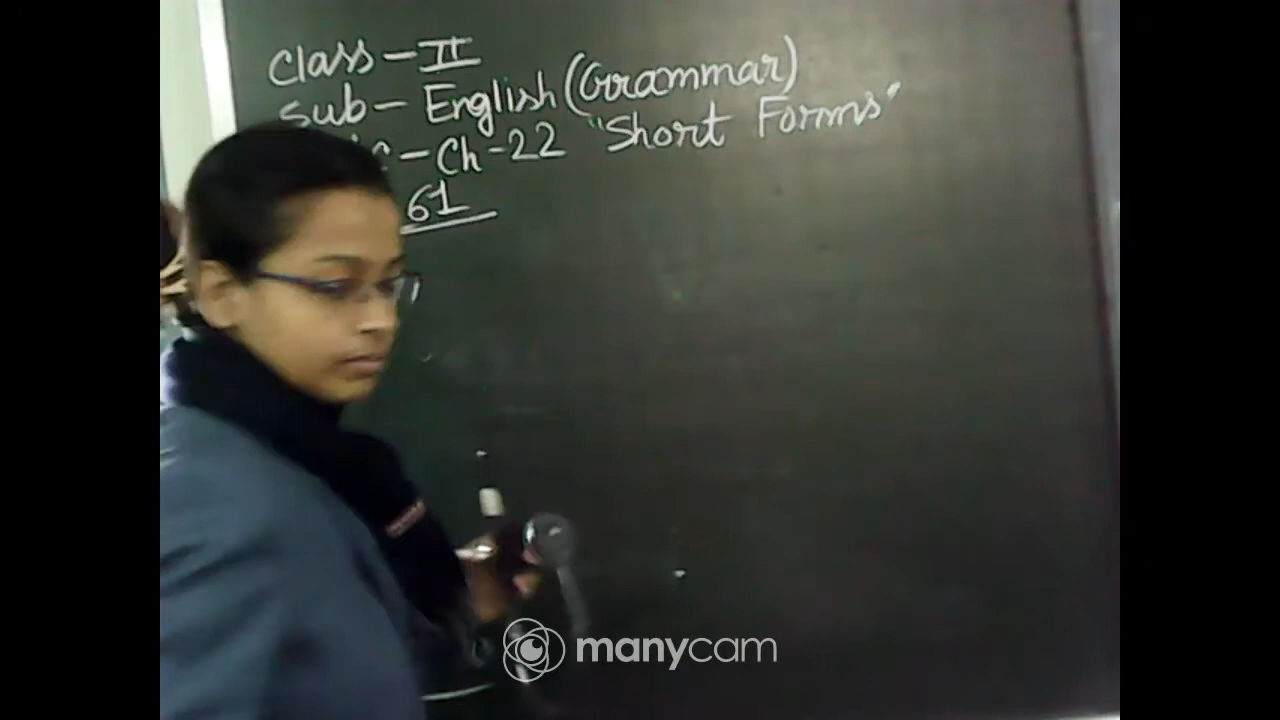 Class - II
Sub - English (Grammar)
- Ch - 22 "Short Forms"
61
manycam